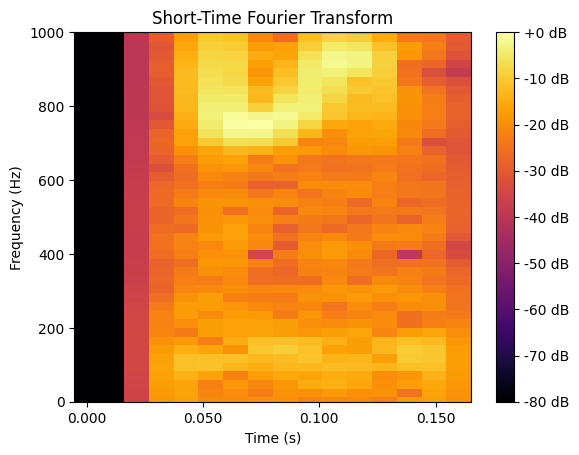 Short-Time Fourier Transform
1000
800
600
400
200
0
Frequency (Hz)
0.000
0.050
0.100
0.150
Time (s)
+0 dB
-10 dB
-20 dB
-30 dB
-40 dB
-50 dB
-60 dB
-70 dB
-80 dB